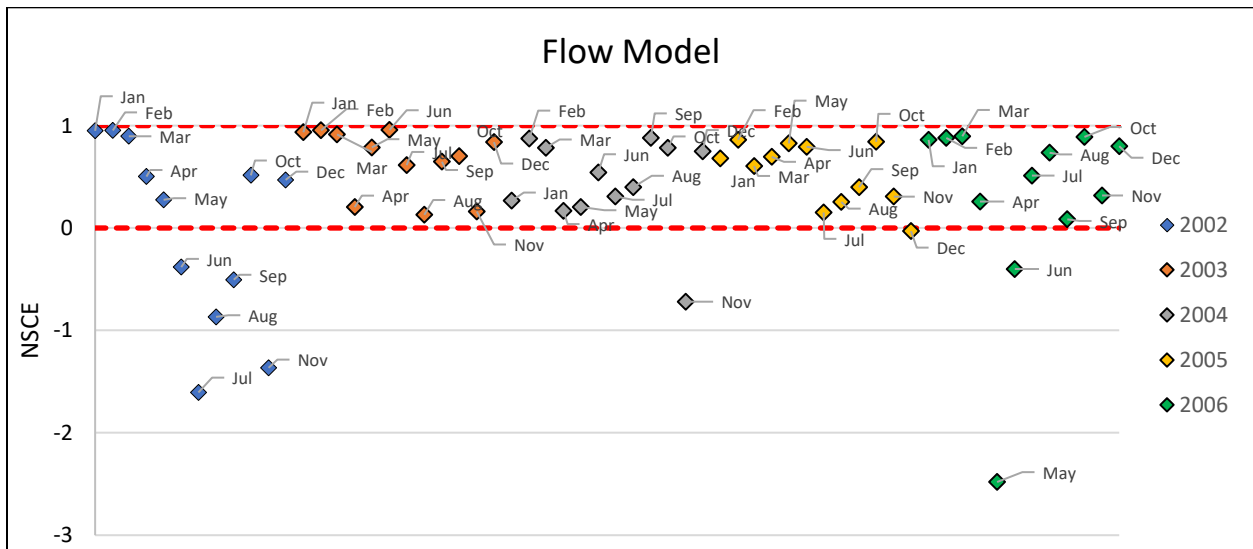 Flow Model
NSCE
1
0
-1
-2
-3
Jan
Feb
Mar
Apr
May
Jun
Jul
Aug
Sep
Oct
Nov
Dec
Jan
Feb
Mar
Apr
May
Jun
Jul
Aug
Sep
Oct
Nov
Dec
Jan
Feb
Mar
Apr
May
Jun
Jul
Aug
Sep
Oct
Nov
Dec
Jan
Feb
Mar
Apr
May
Jun
Jul
Aug
Sep
Oct
Nov
Dec
Jan
Feb
Mar
Apr
May
Jun
Jul
Aug
Sep
Oct
Nov
Dec
2002
2003
2004
2005
2006